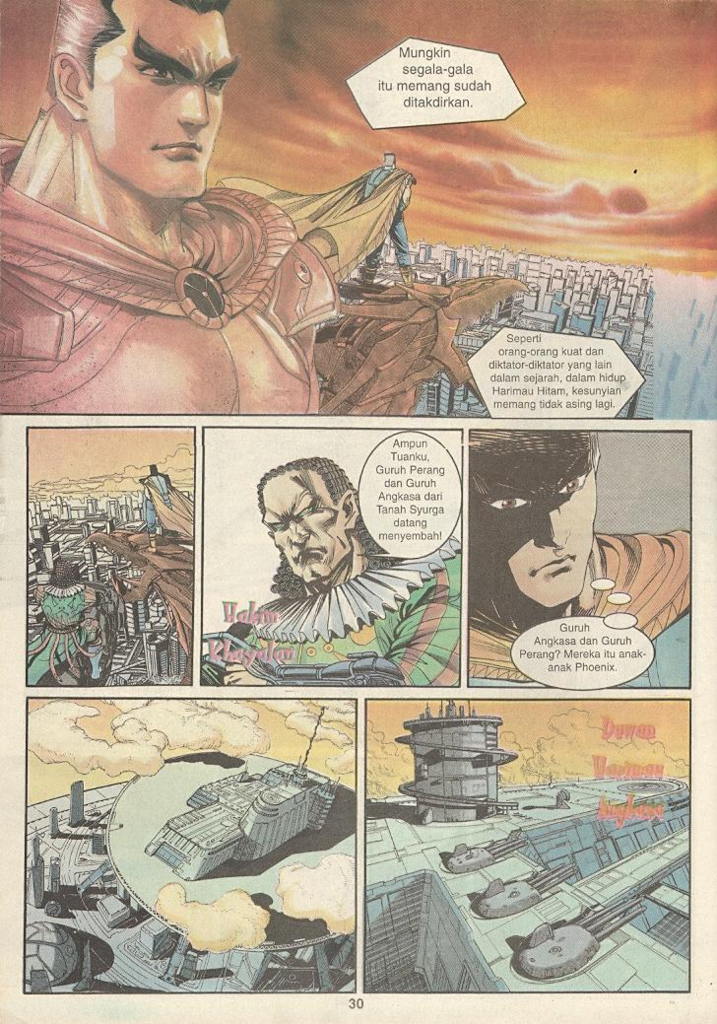 Mungkin
segala-gala
itu memang sudah
ditakdirkan.
Seperti
orang-orang kuat dan
diktator-diktator yang lain
dalam sejarah, dalam hidup
Harimau Hitam, kesunyian
memang tidak asing lagi.
Ampun
Tuanku,
Guruh Perang
dan Guruh
Angkasa dari
Tanah Syurga
datang
menyembah!
Hakim
Khayalan
Guruh
Angkasa dan Guruh
Perang? Mereka itu anak-
anak Phoenix.
Dewan
Harimau
Angkasa
30